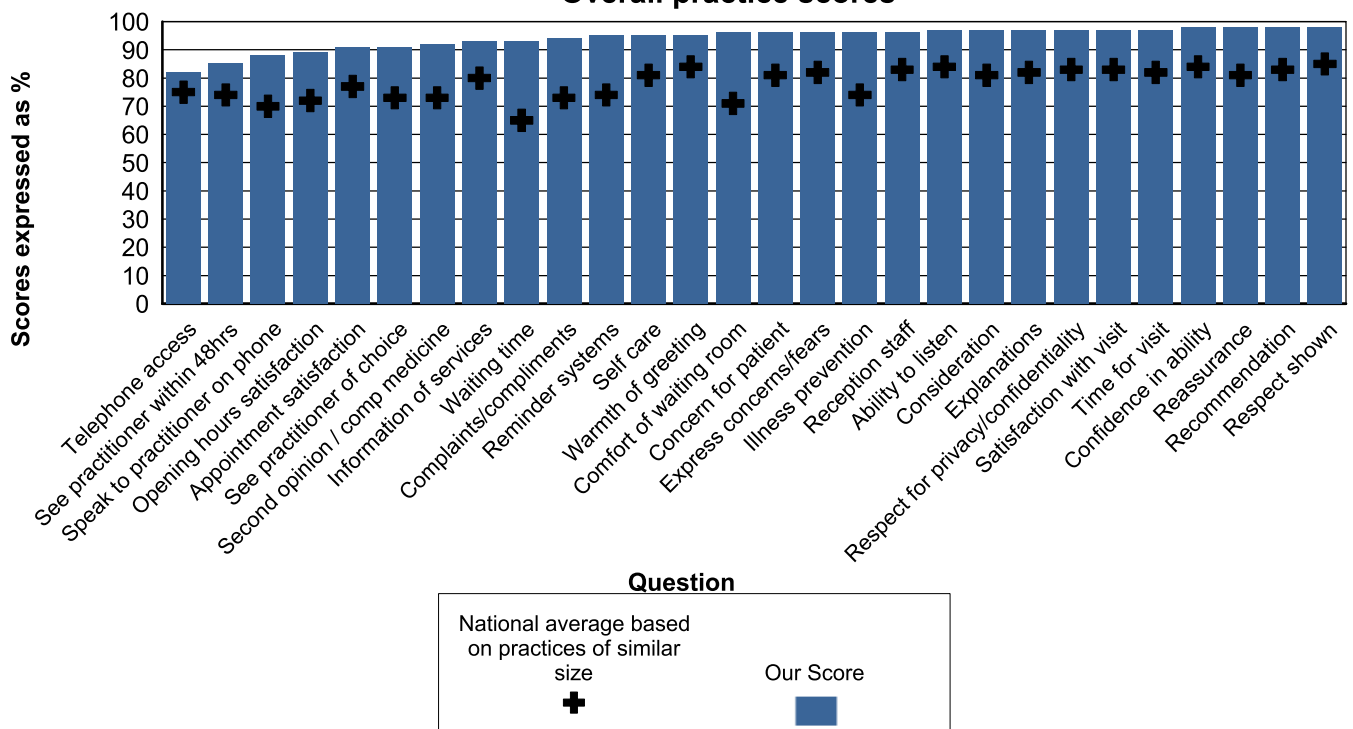 Overall practice scores
Scores expressed as %
100
90
80
70
60
50
40
30
20
10
0
Telephone access
See practitioner within 48hrs
Speak to practitioner on phone
Opening hours satisfaction
Appointment satisfaction
See practitioner of choice
Second opinion / comp medicine
Information of services
Waiting time
Complaints/compliments
Reminder systems
Self care
Warmth of greeting
Comfort of waiting room
Concern for patient
Express concerns/fears
Illness prevention
Reception staff
Ability to listen
Consideration
Explanations
Respect for privacy/confidentiality
Satisfaction with visit
Time for visit
Confidence in ability
Reassurance
Recommendation
Respect shown
Question
National average based
on practices of similar
size
Our Score